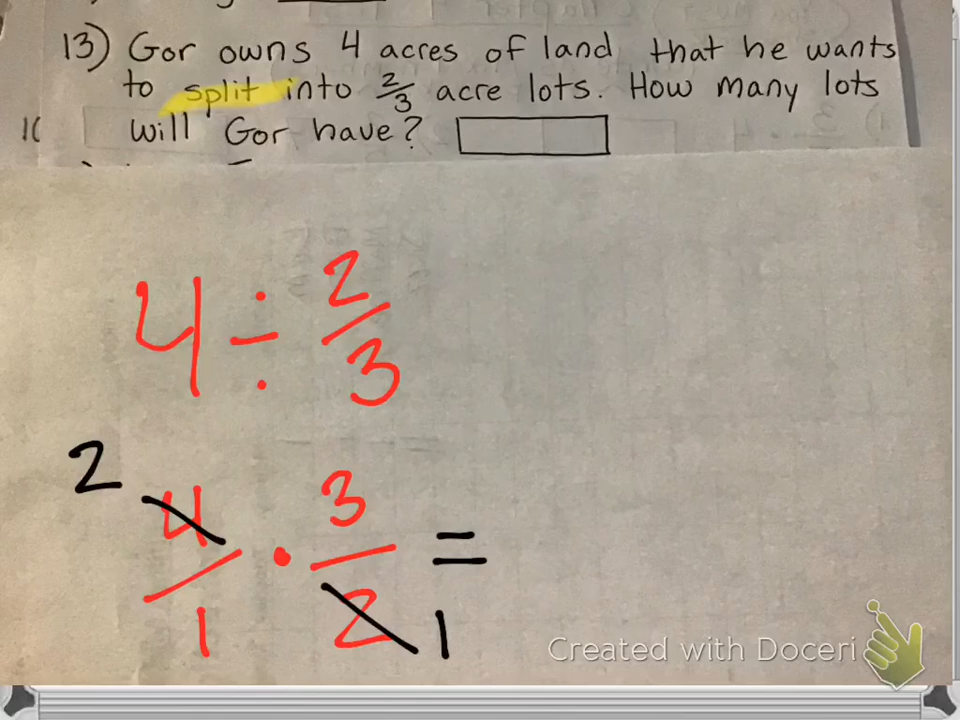 13) Gor owns 4 acres of land that he wants
to split into 2/3 acre lots. How many lots
will Gor have?
4 ÷ 2/3
2 1
4/1 · 3/2 =
Created with Doceri